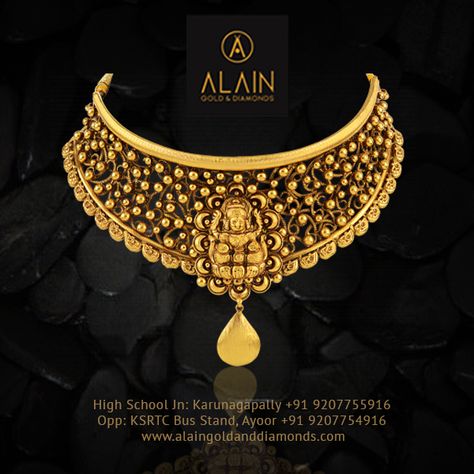 ALAIN
GOLD & DIAMONDS
High School Jn: Karunagapally +91 9207755916
Opp: KSRTC Bus Stand, Ayoor +91 9207754916
www.alaingoldanddiamonds.com